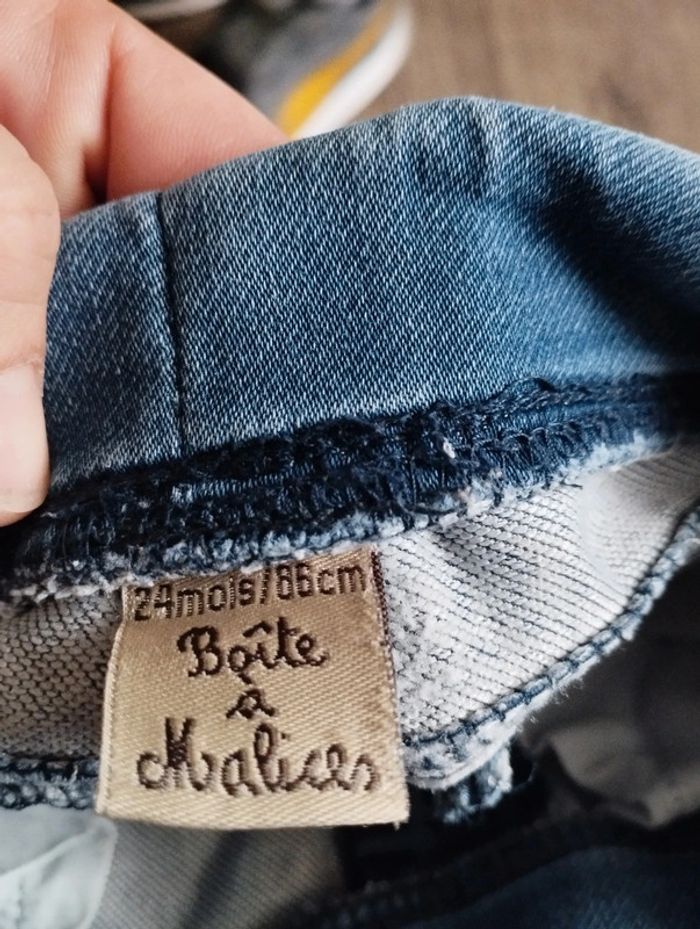 24mois/86cm
Boîte
à
Malices